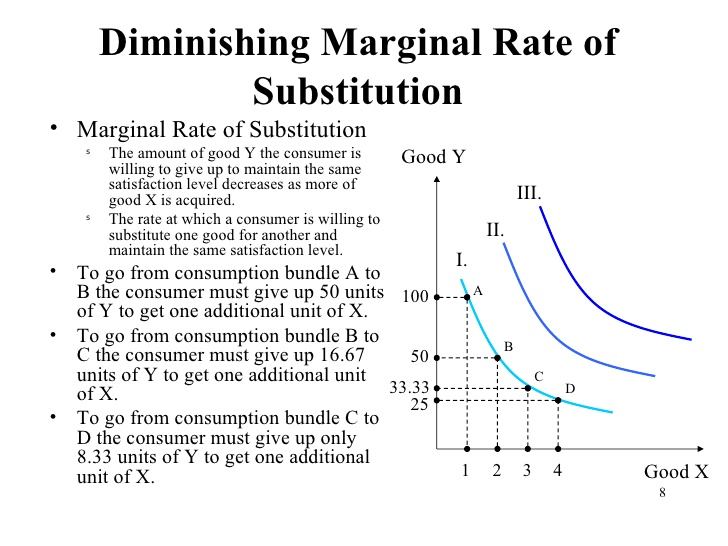 Diminishing Marginal Rate of
Substitution
• Marginal Rate of Substitution
s The amount of good Y the consumer is
willing to give up to maintain the same
satisfaction level decreases as more of
good X is acquired.
s The rate at which a consumer is willing to
substitute one good for another and
maintain the same satisfaction level.
• To go from consumption bundle A to
B the consumer must give up 50 units
of Y to get one additional unit of X.
• To go from consumption bundle B to
C the consumer must give up 16.67
units of Y to get one additional unit
of X.
• To go from consumption bundle C to
D the consumer must give up only
8.33 units of Y to get one additional
unit of X.
Good Y
III.
II.
I.
100
A
50
B
33.33
C
25
D
1 2 3 4
Good X
8